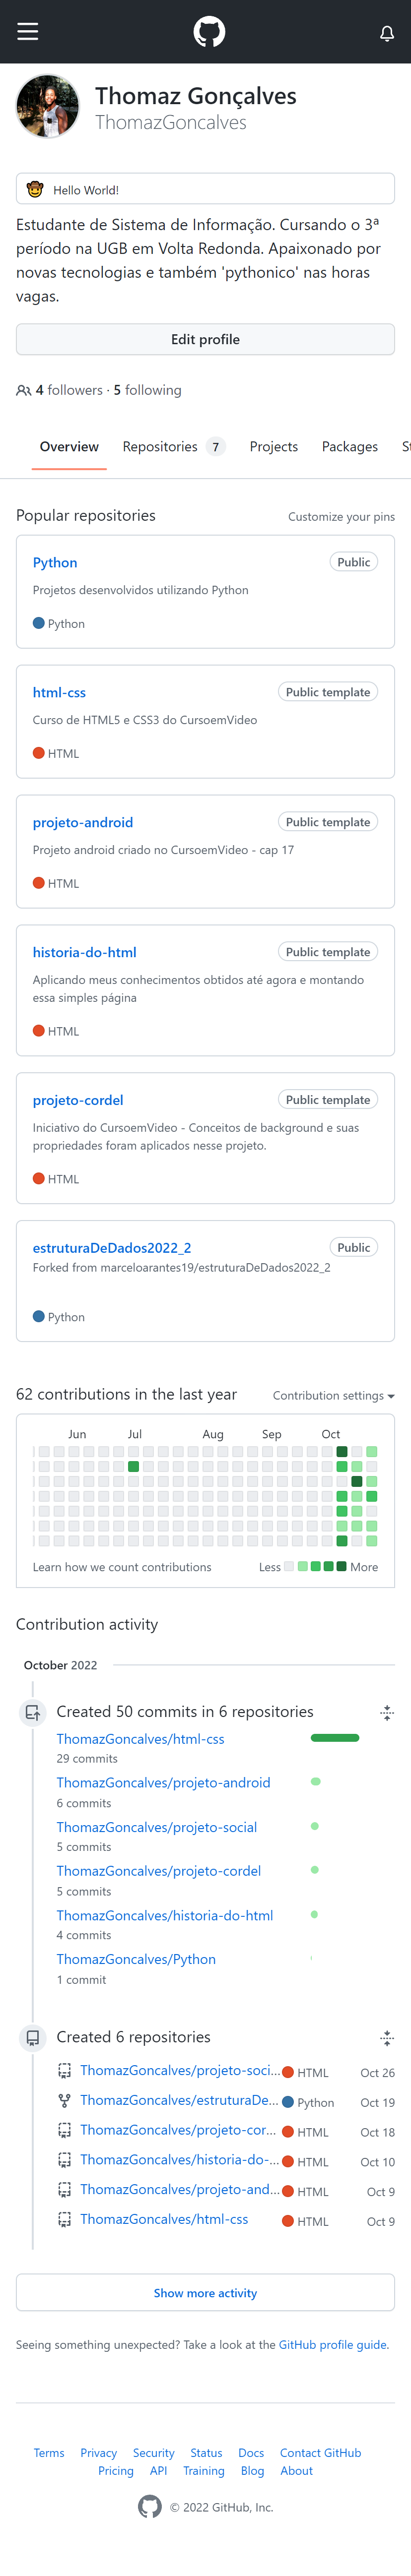 Thomaz Gonçalves
ThomazGoncalves
Hello World!
Estudante de Sistema de Informação. Cursando o 3ª
período na UGB em Volta Redonda. Apaixonado por
novas tecnologias e também 'pythonico' nas horas
vagas.
Edit profile
4 followers · 5 following
Overview Repositories 7 Projects Packages St
Popular repositories Customize your pins
Python Public
Projetos desenvolvidos utilizando Python
Python
html-css Public template
Curso de HTML5 e CSS3 do CursoemVideo
HTML
projeto-android Public template
Projeto android criado no CursoemVideo - cap 17
HTML
historia-do-html Public template
Aplicando meus conhecimentos obtidos até agora e montando
essa simples página
HTML
projeto-cordel Public template
Iniciativo do CursoemVideo - Conceitos de background e suas
propriedades foram aplicados nesse projeto.
HTML
estruturaDeDados2022_2 Public
Forked from marceloarantes19/estruturaDeDados2022_2
Python
62 contributions in the last year Contribution settings
Jun Jul Aug Sep Oct
Learn how we count contributions Less More
Contribution activity
October 2022
Created 50 commits in 6 repositories
ThomazGoncalves/html-css
29 commits
ThomazGoncalves/projeto-android
6 commits
ThomazGoncalves/projeto-social
5 commits
ThomazGoncalves/projeto-cordel
5 commits
ThomazGoncalves/historia-do-html
4 commits
ThomazGoncalves/Python
1 commit
Created 6 repositories
ThomazGoncalves/projeto-soci... HTML Oct 26
ThomazGoncalves/estruturaDe... Python Oct 19
ThomazGoncalves/projeto-cor... HTML Oct 18
ThomazGoncalves/historia-do-... HTML Oct 10
ThomazGoncalves/projeto-and... HTML Oct 9
ThomazGoncalves/html-css HTML Oct 9
Show more activity
Seeing something unexpected? Take a look at the GitHub profile guide.
Terms Privacy Security Status Docs Contact GitHub
Pricing API Training Blog About
© 2022 GitHub, Inc.